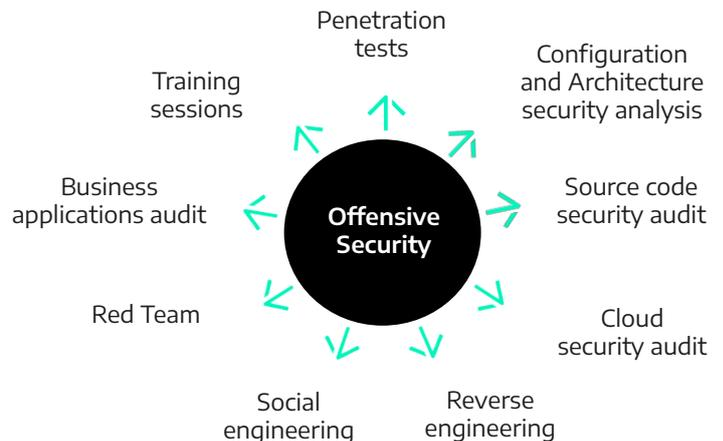 Penetration
tests
Configuration
and Architecture
security analysis
Training
sessions
Business
applications audit
Source code
security audit
Offensive
Security
Red Team
Cloud
security audit
Social
engineering
Reverse
engineering